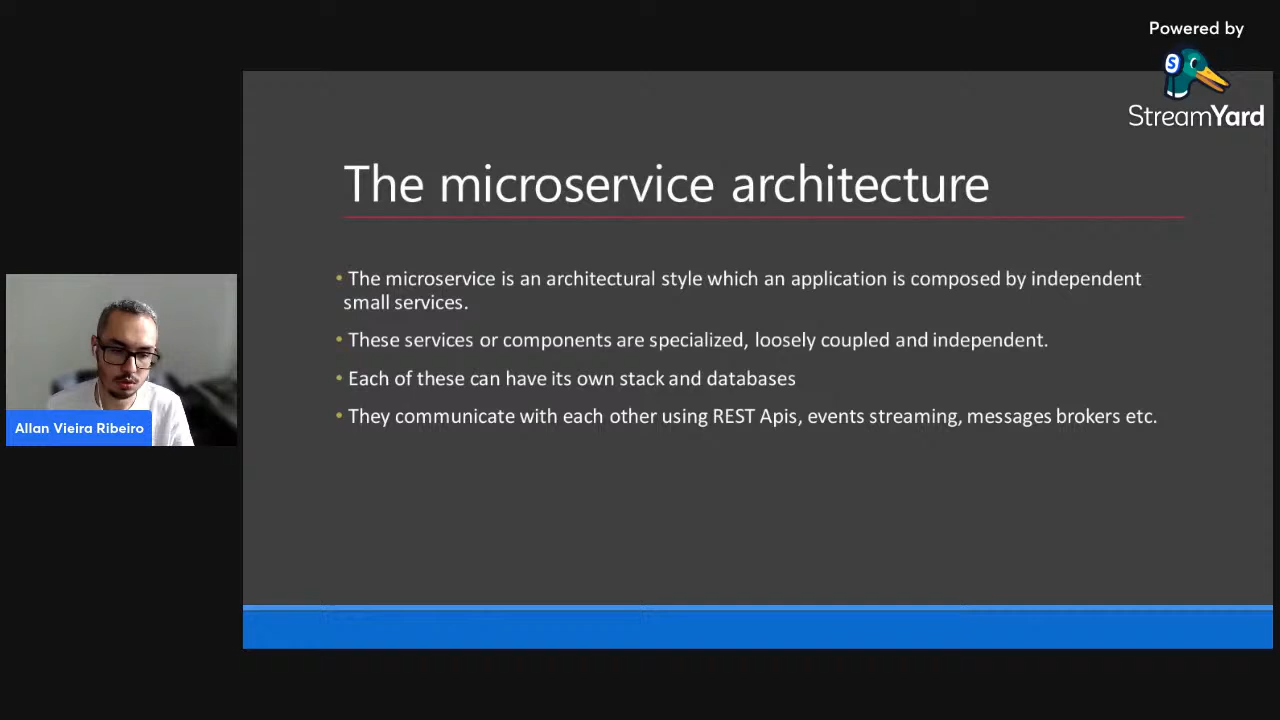 Powered by
S
StreamYard
The microservice architecture
• The microservice is an architectural style which an application is composed by independent
small services.
• These services or components are specialized, loosely coupled and independent.
• Each of these can have its own stack and databases
• They communicate with each other using REST Apis, events streaming, messages brokers etc.
Allan Vieira Ribeiro